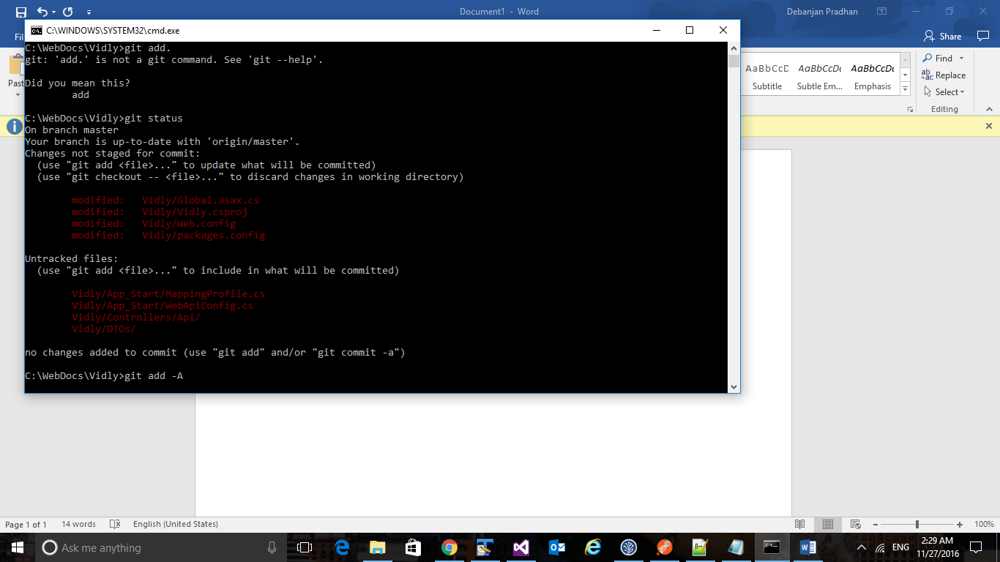 Document1 - Word
Debanjan Pradhan
C:\WINDOWS\SYSTEM32\cmd.exe
Share
C:\WebDocs\Vidly>git add.
git: 'add.' is not a git command. See 'git --help'.
Did you mean this?
add
C:\WebDocs\Vidly>git status
On branch master
Your branch is up-to-date with 'origin/master'.
Changes not staged for commit:
(use "git add <file>..." to update what will be committed)
(use "git checkout -- <file>..." to discard changes in working directory)
modified:   Vidly/Global.asax.cs
modified:   Vidly/Vidly.csproj
modified:   Vidly/Web.config
modified:   Vidly/packages.config
Untracked files:
(use "git add <file>..." to include in what will be committed)
Vidly/App_Start/MappingProfile.cs
Vidly/App_Start/WebApiConfig.cs
Vidly/Controllers/Api/
Vidly/DTOs/
no changes added to commit (use "git add" and/or "git commit -a")
C:\WebDocs\Vidly>git add -A
Past
AaBbCcD AaBbCcDc AaBbCcDc
Subtitle Subtle Em... Emphasis
Find
Replace
Select
Editing
Page 1 of 1 14 words English (United States) 100%
Ask me anything
ENG
2:29 AM
11/27/2016